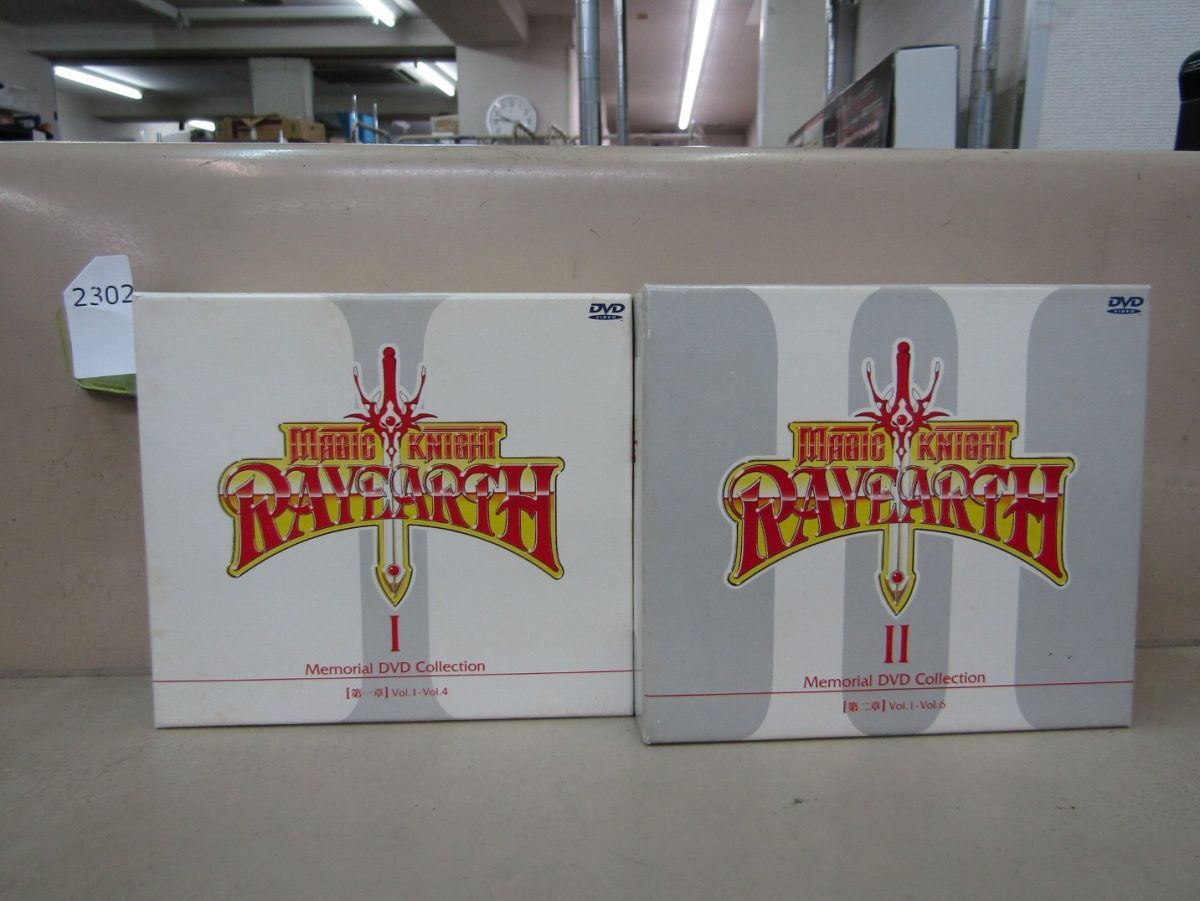 2302
DVD
VIDEO
MAGIC KNIGHT
RAYEARTH
I
Memorial DVD Collection
[第一章] Vol.1-Vol.4
DVD
VIDEO
MAGIC KNIGHT
RAYEARTH
II
Memorial DVD Collection
[第二章] Vol.1-Vol.6